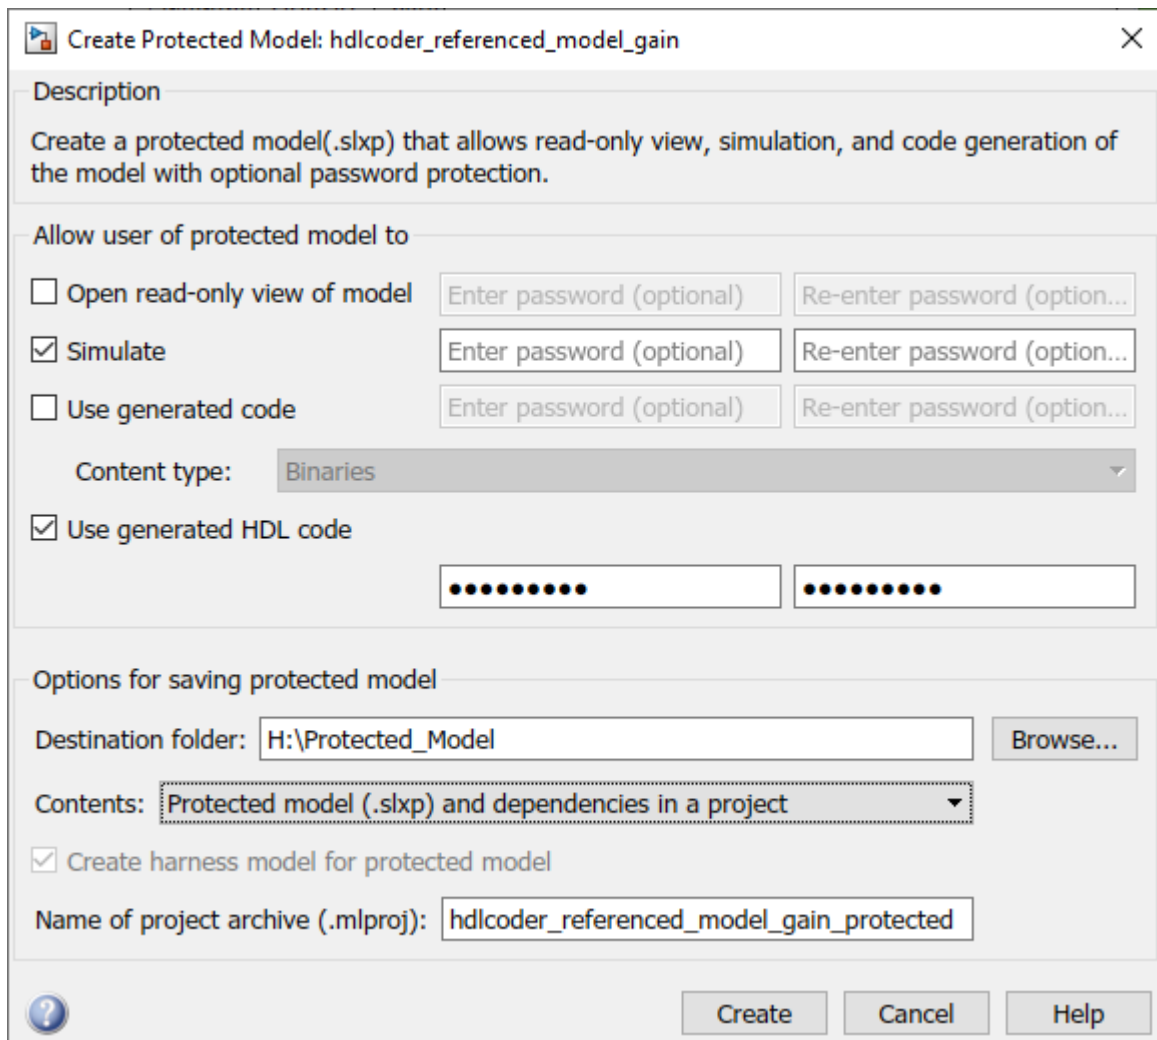 Create Protected Model: hdlcoder_referenced_model_gain
Description
Create a protected model(.slxp) that allows read-only view, simulation, and code generation of
the model with optional password protection.
Allow user of protected model to
Open read-only view of model Enter password (optional) Re-enter password (option...
Simulate Enter password (optional) Re-enter password (option...
Use generated code Enter password (optional) Re-enter password (option...
Content type: Binaries
Use generated HDL code
●●●●●●●●● ●●●●●●●●●
Options for saving protected model
Destination folder: H:\Protected_Model Browse...
Contents: Protected model (.slxp) and dependencies in a project
Create harness model for protected model
Name of project archive (.mlproj): hdlcoder_referenced_model_gain_protected
? Create Cancel Help